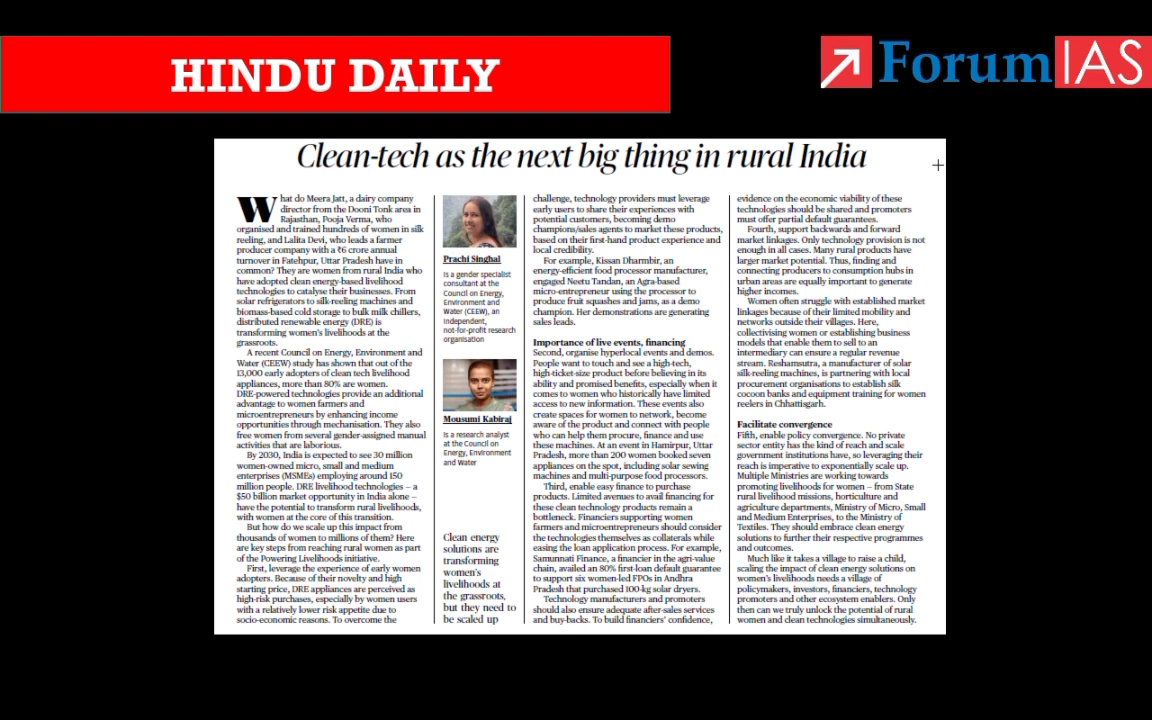 HINDU DAILY
ForumIAS
Clean-tech as the next big thing in rural India
What do Meera Jatt, a dairy company
director from the Dooni Tonk area in
Rajasthan, Pooja Verma, who
organised and trained hundreds of women in silk
reeling, and Lalita Devi, who leads a farmer
producer company with a ₹6 crore annual
turnover in Fatehpur, Uttar Pradesh have in
common? They are women from rural India who
have adopted clean energy-based livelihood
technologies to catalyse their businesses. From
solar refrigerators to silk-reeling machines and
biomass-based cold storage to bulk milk chillers,
distributed renewable energy (DRE) is
transforming women's livelihoods at the
grassroots.
A recent Council on Energy, Environment and
Water (CEEW) study has shown that out of the
13,000 early adopters of clean tech livelihood
appliances, more than 80% are women.
DRE-powered technologies provide an additional
advantage to women farmers and
microentrepreneurs by enhancing income
opportunities through mechanisation. They also
free women from several gender-assigned manual
activities that are laborious.
By 2030, India is expected to see 30 million
women-owned micro, small and medium
enterprises (MSMEs) employing around 150
million people. DRE livelihood technologies — a
$50 billion market opportunity in India alone —
have the potential to transform rural livelihoods,
with women at the core of this transition.
But how do we scale up this impact from
thousands of women to millions of them? Here
are key steps from reaching rural women as part
of the Powering Livelihoods initiative.
First, leverage the experience of early women
adopters. Because of their novelty and high
starting price, DRE appliances are perceived as
high-risk purchases, especially by women users
with a relatively lower risk appetite due to
socio-economic reasons. To overcome the
Prachi Singhal
Is a gender specialist
consultant at the
Council on Energy,
Environment and
Water (CEEW), an
independent,
not-for-profit research
organisation
Mousumi Kabiraj
Is a research analyst
at the Council on
Energy, Environment
and Water
Clean energy
solutions are
transforming
women's
livelihoods at
the grassroots,
but they need to
be scaled up
challenge, technology providers must leverage
early users to share their experiences with
potential customers, becoming demo
champions/sales agents to market these products,
based on their first-hand product experience and
local credibility.
For example, Kissan Dharmbir, an
energy-efficient food processor manufacturer,
engaged Neetu Tandan, an Agra-based
micro-entrepreneur using the processor to
produce fruit squashes and jams, as a demo
champion. Her demonstrations are generating
sales leads.
Importance of live events, financing
Second, organise hyperlocal events and demos.
People want to touch and see a high-tech,
high-ticket-size product before believing in its
ability and promised benefits, especially when it
comes to women who historically have limited
access to new information. These events also
create spaces for women to network, become
aware of the product and connect with people
who can help them procure, finance and use
these machines. At an event in Hamirpur, Uttar
Pradesh, more than 200 women booked seven
appliances on the spot, including solar sewing
machines and multi-purpose food processors.
Third, enable easy finance to purchase
products. Limited avenues to avail financing for
these clean technology products remain a
bottleneck. Financiers supporting women
farmers and microentrepreneurs should consider
the technologies themselves as collaterals while
easing the loan application process. For example,
Samunnati Finance, a financier in the agri-value
chain, availed an 80% first-loan default guarantee
to support six women-led FPOs in Andhra
Pradesh that purchased 100-kg solar dryers.
Technology manufacturers and promoters
should also ensure adequate after-sales services
and buy-backs. To build financiers' confidence,
evidence on the economic viability of these
technologies should be shared and promoters
must offer partial default guarantees.
Fourth, support backwards and forward
market linkages. Only technology provision is not
enough in all cases. Many rural products have
larger market potential. Thus, finding and
connecting producers to consumption hubs in
urban areas are equally important to generate
higher incomes.
Women often struggle with established market
linkages because of their limited mobility and
networks outside their villages. Here,
collectivising women or establishing business
models that enable them to sell to an
intermediary can ensure a regular revenue
stream. Reshamsutra, a manufacturer of solar
silk-reeling machines, is partnering with local
procurement organisations to establish silk
cocoon banks and equipment training for women
reelers in Chhattisgarh.
Facilitate convergence
Fifth, enable policy convergence. No private
sector entity has the kind of reach and scale
government institutions have, so leveraging their
reach is imperative to exponentially scale up.
Multiple Ministries are working towards
promoting livelihoods for women — from State
rural livelihood missions, horticulture and
agriculture departments, Ministry of Micro, Small
and Medium Enterprises, to the Ministry of
Textiles. They should embrace clean energy
solutions to further their respective programmes
and outcomes.
Much like it takes a village to raise a child,
scaling the impact of clean energy solutions on
women's livelihoods needs a village of
policymakers, investors, financiers, technology
promoters and other ecosystem enablers. Only
then can we truly unlock the potential of rural
women and clean technologies simultaneously.